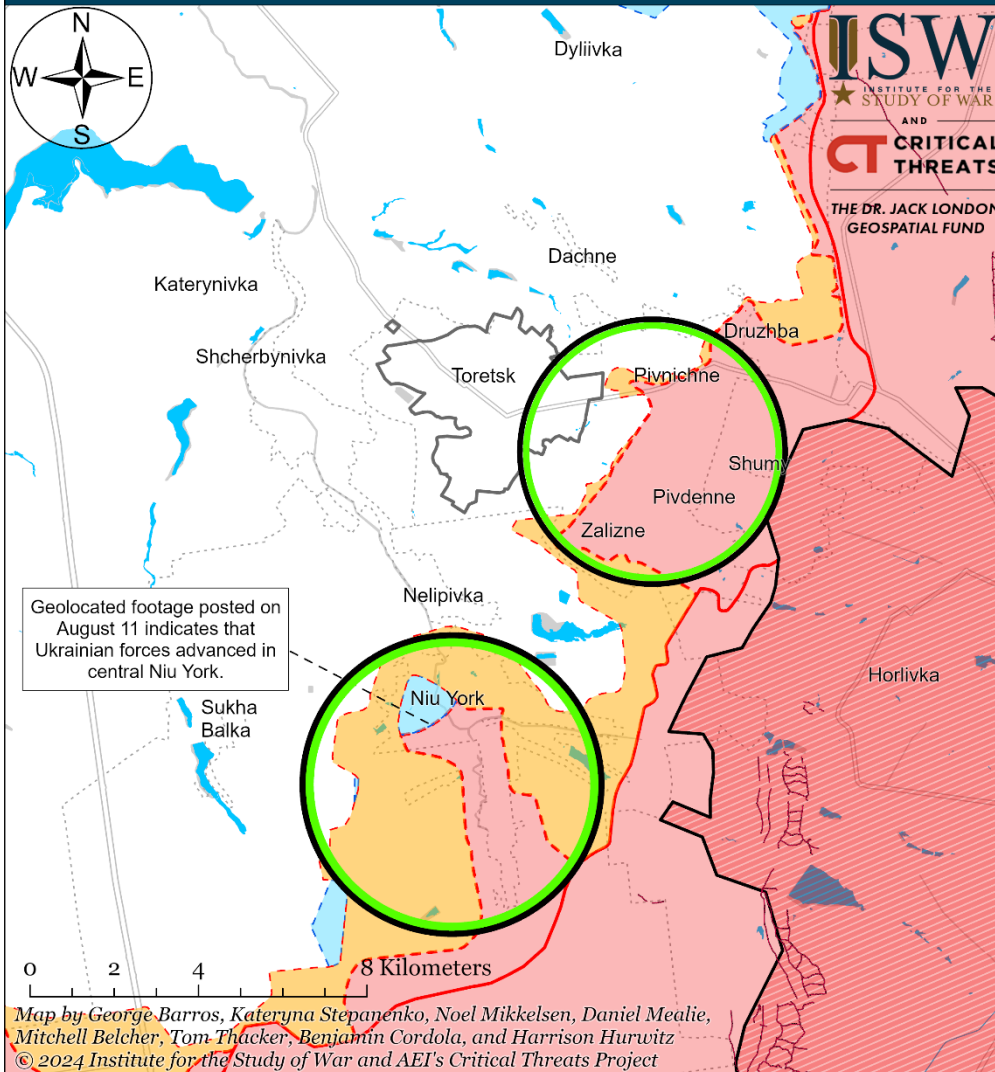 N
W
E
S
ISW
INSTITUTE FOR THE
STUDY OF WAR
AND
CT CRITICAL
THREATS
THE DR. JACK LONDON
GEOSPATIAL FUND
Dyliivka
Dachne
Katerynivka
Druzhba
Shcherbynivka
Toretsk
Pivnichne
Shumy
Pivdenne
Zalizne
Nelipivka
Geolocated footage posted on
August 11 indicates that
Ukrainian forces advanced in
central Niu York.
Horlivka
Niu York
Sukha
Balka
0 2 4 8 Kilometers
Map by George Barros, Kateryna Stepanenko, Noel Mikkelsen, Daniel Mealie,
Mitchell Belcher, Tom Thacker, Benjamin Cordola, and Harrison Hurwitz
© 2024 Institute for the Study of War and AEI's Critical Threats Project